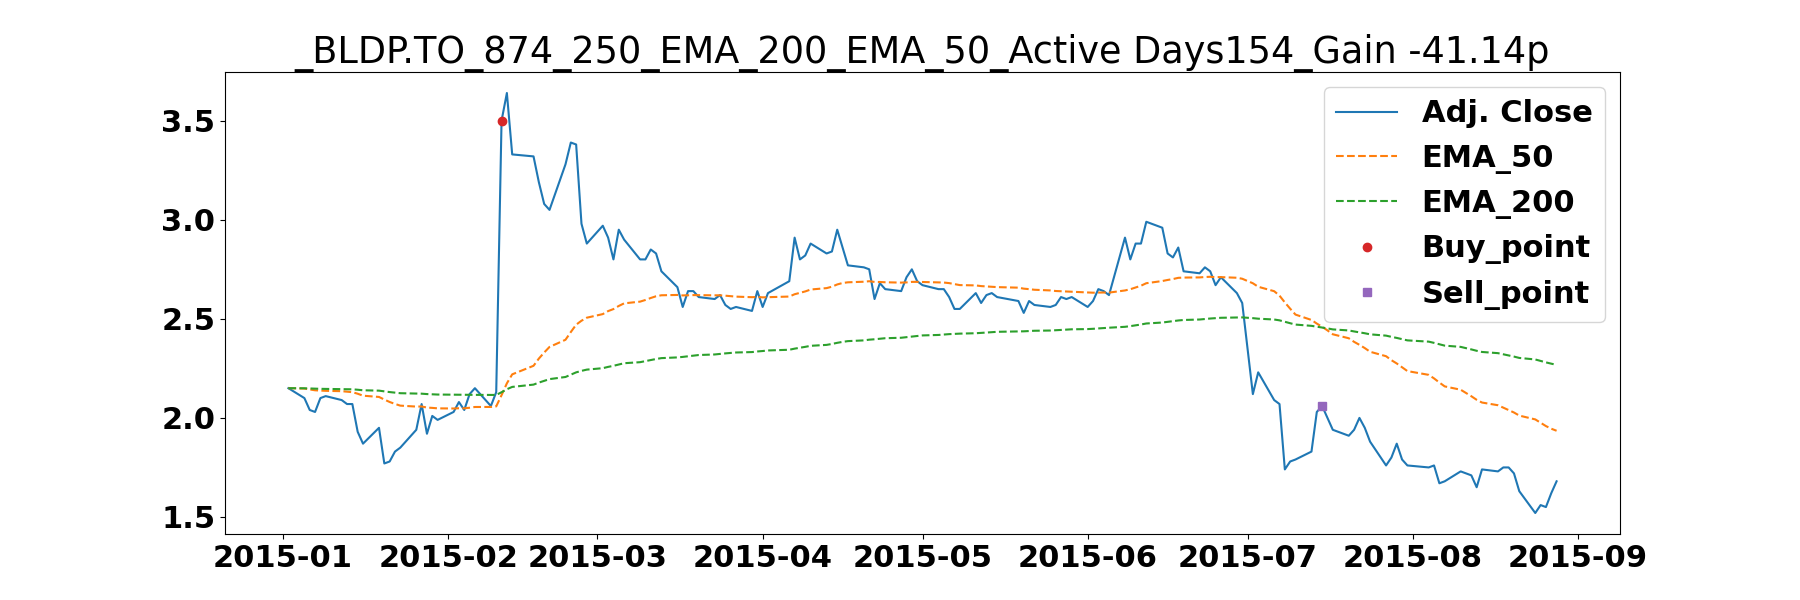 _BLDP.TO_874_250_EMA_200_EMA_50_Active Days154_Gain -41.14p
3.5
3.0
2.5
2.0
1.5
Adj. Close
EMA_50
EMA_200
Buy_point
Sell_point
2015-01 2015-02 2015-03 2015-04 2015-05 2015-06 2015-07 2015-08 2015-09